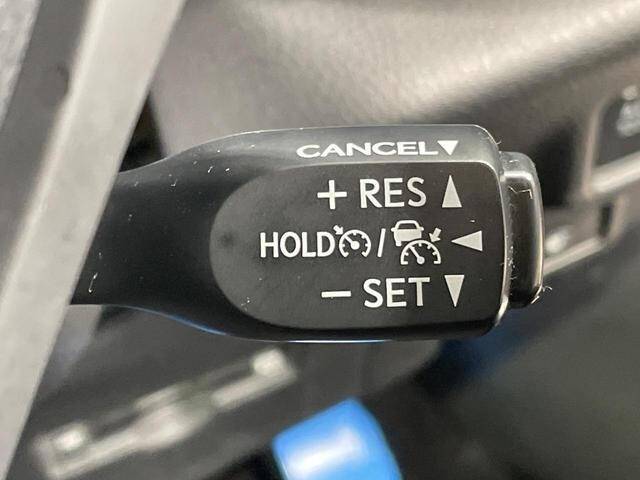 CANCEL▼
+ RES ▲
HOLD / ◀
− SET ▼